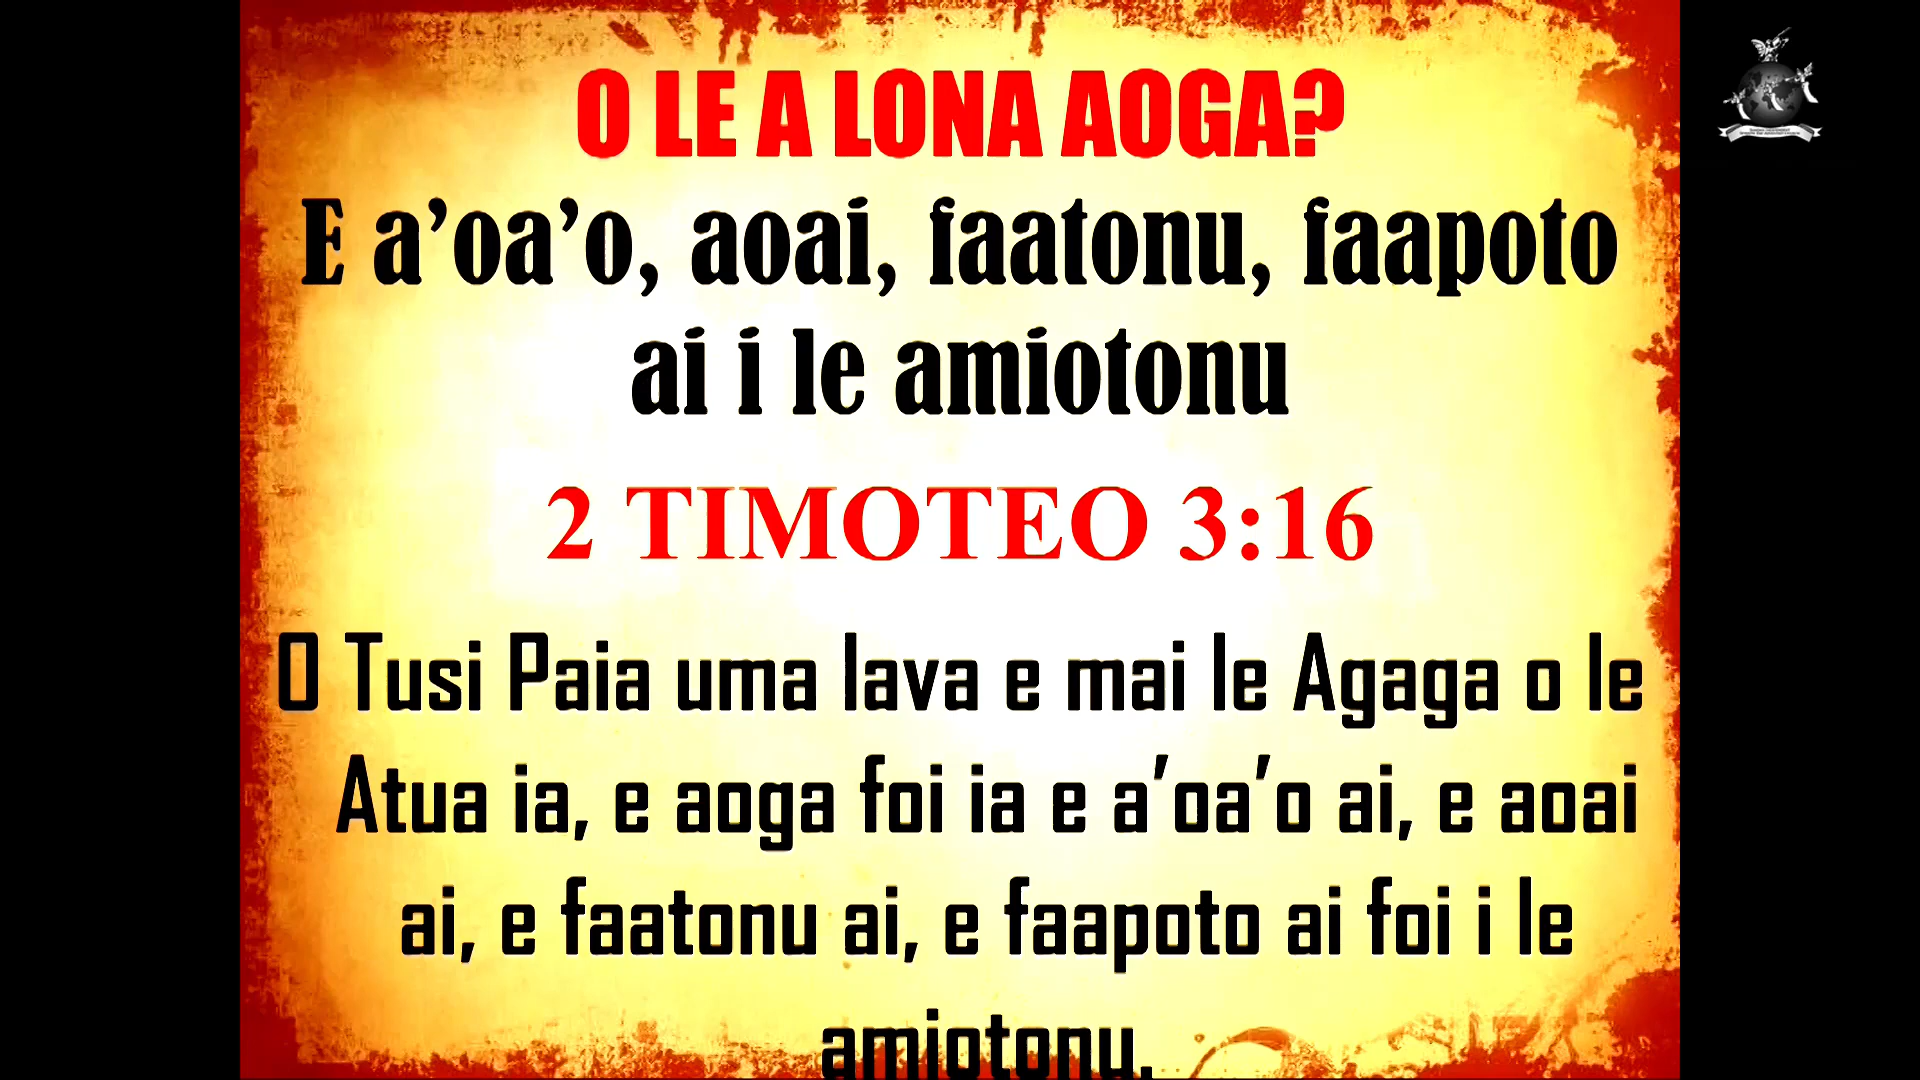 O LE A LONA AOGA?
E a’oa’o, aoai, faatonu, faapoto
ai i le amiotonu
2 TIMOTEO 3:16
O Tusi Paia uma lava e mai le Agaga o le
Atua ia, e aoga foi ia e a’oa’o ai, e aoai
ai, e faatonu ai, e faapoto ai foi i le
amiotonu.